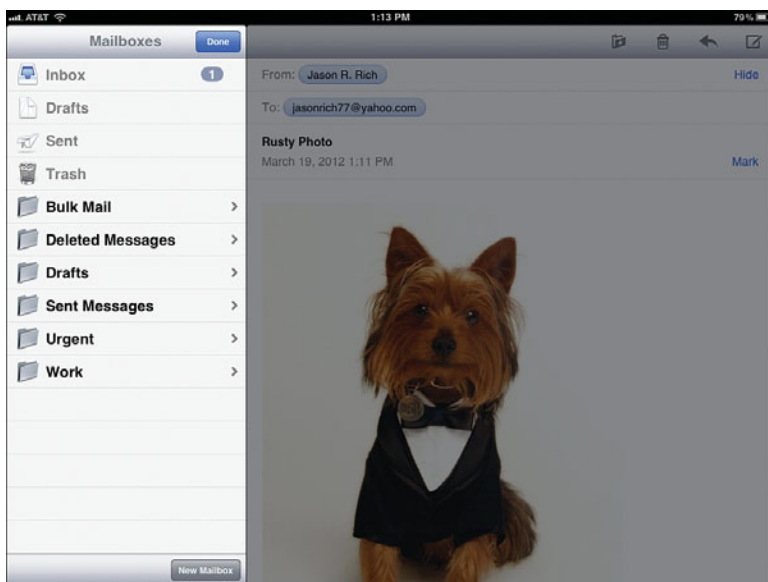 AT&T 1:13 PM 79%
Mailboxes Done
Inbox 1
Drafts
Sent
Trash
Bulk Mail
Deleted Messages
Drafts
Sent Messages
Urgent
Work
New Mailbox
From: Jason R. Rich Hide
To: jasonrich77@yahoo.com
Rusty Photo
March 19, 2012 1:11 PM Mark